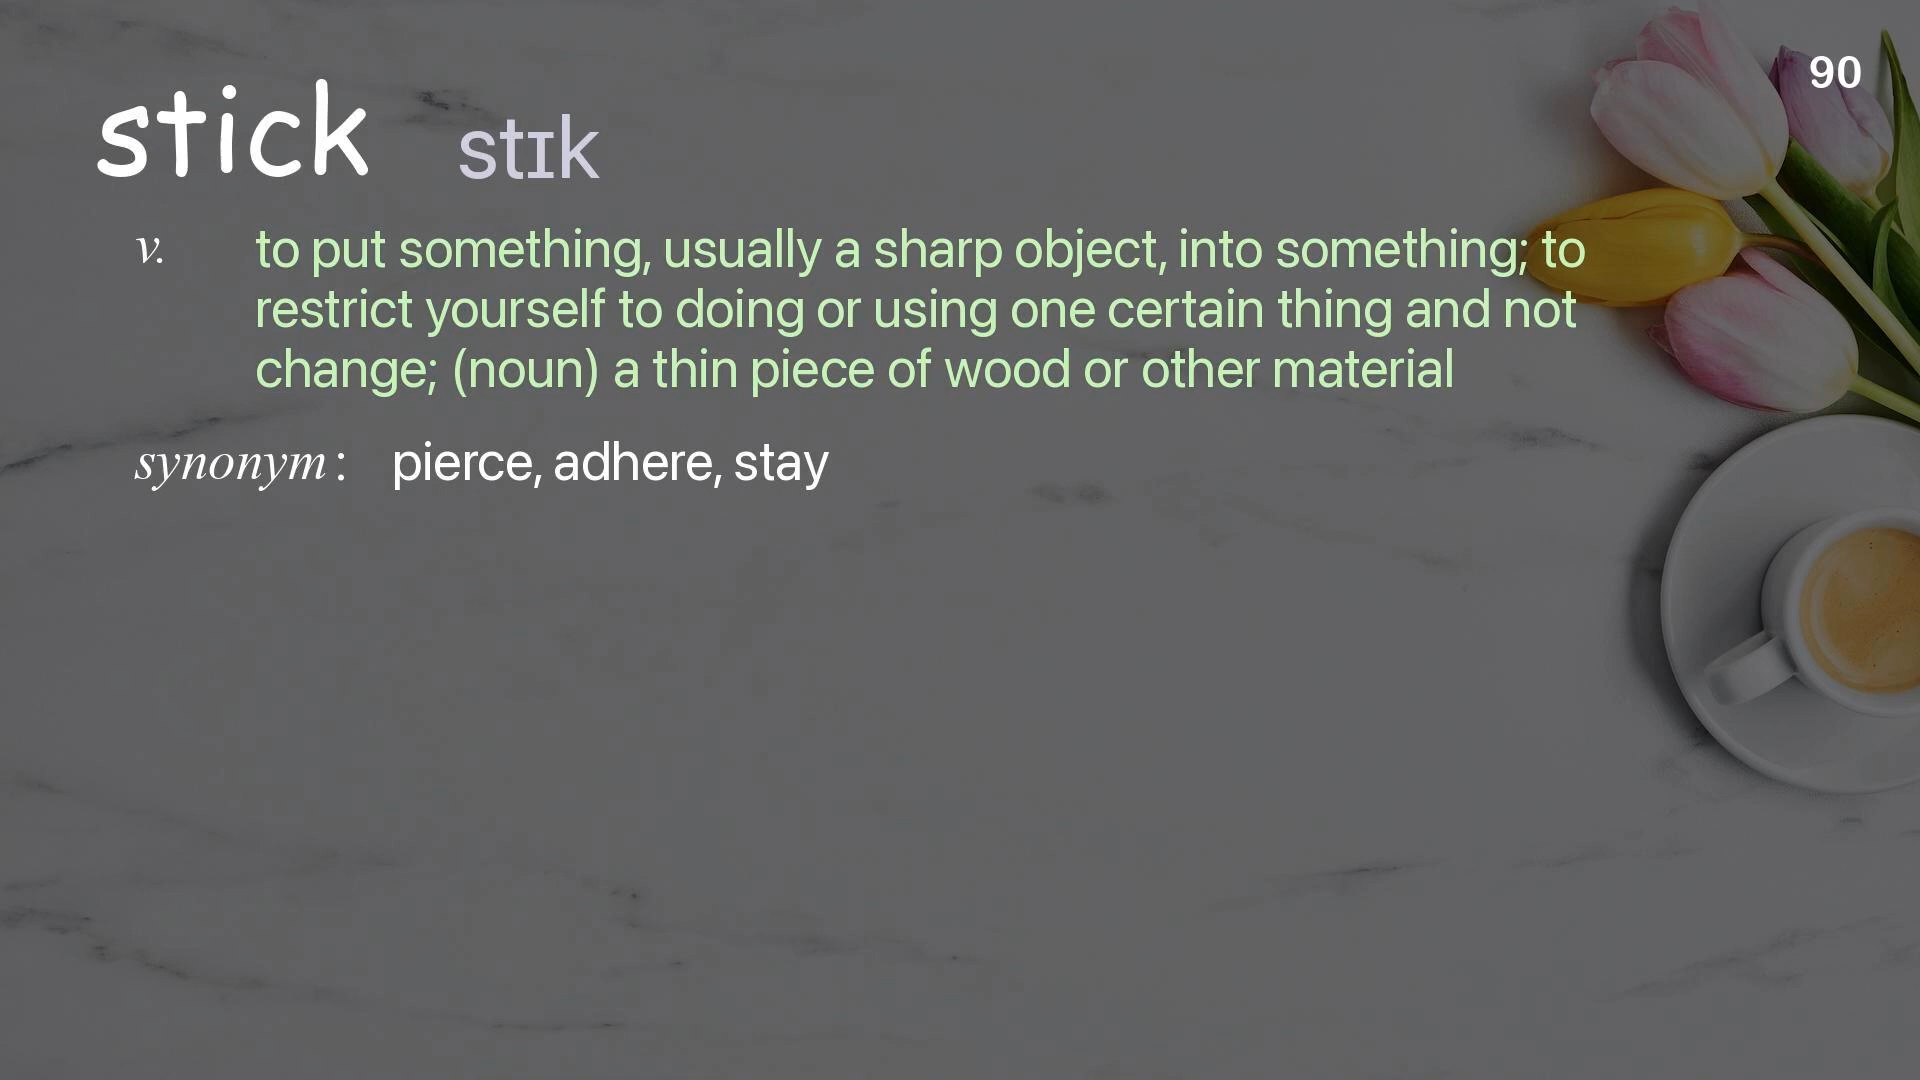 90
stick stɪk
v. to put something, usually a sharp object, into something; to
restrict yourself to doing or using one certain thing and not
change; (noun) a thin piece of wood or other material
synonym: pierce, adhere, stay